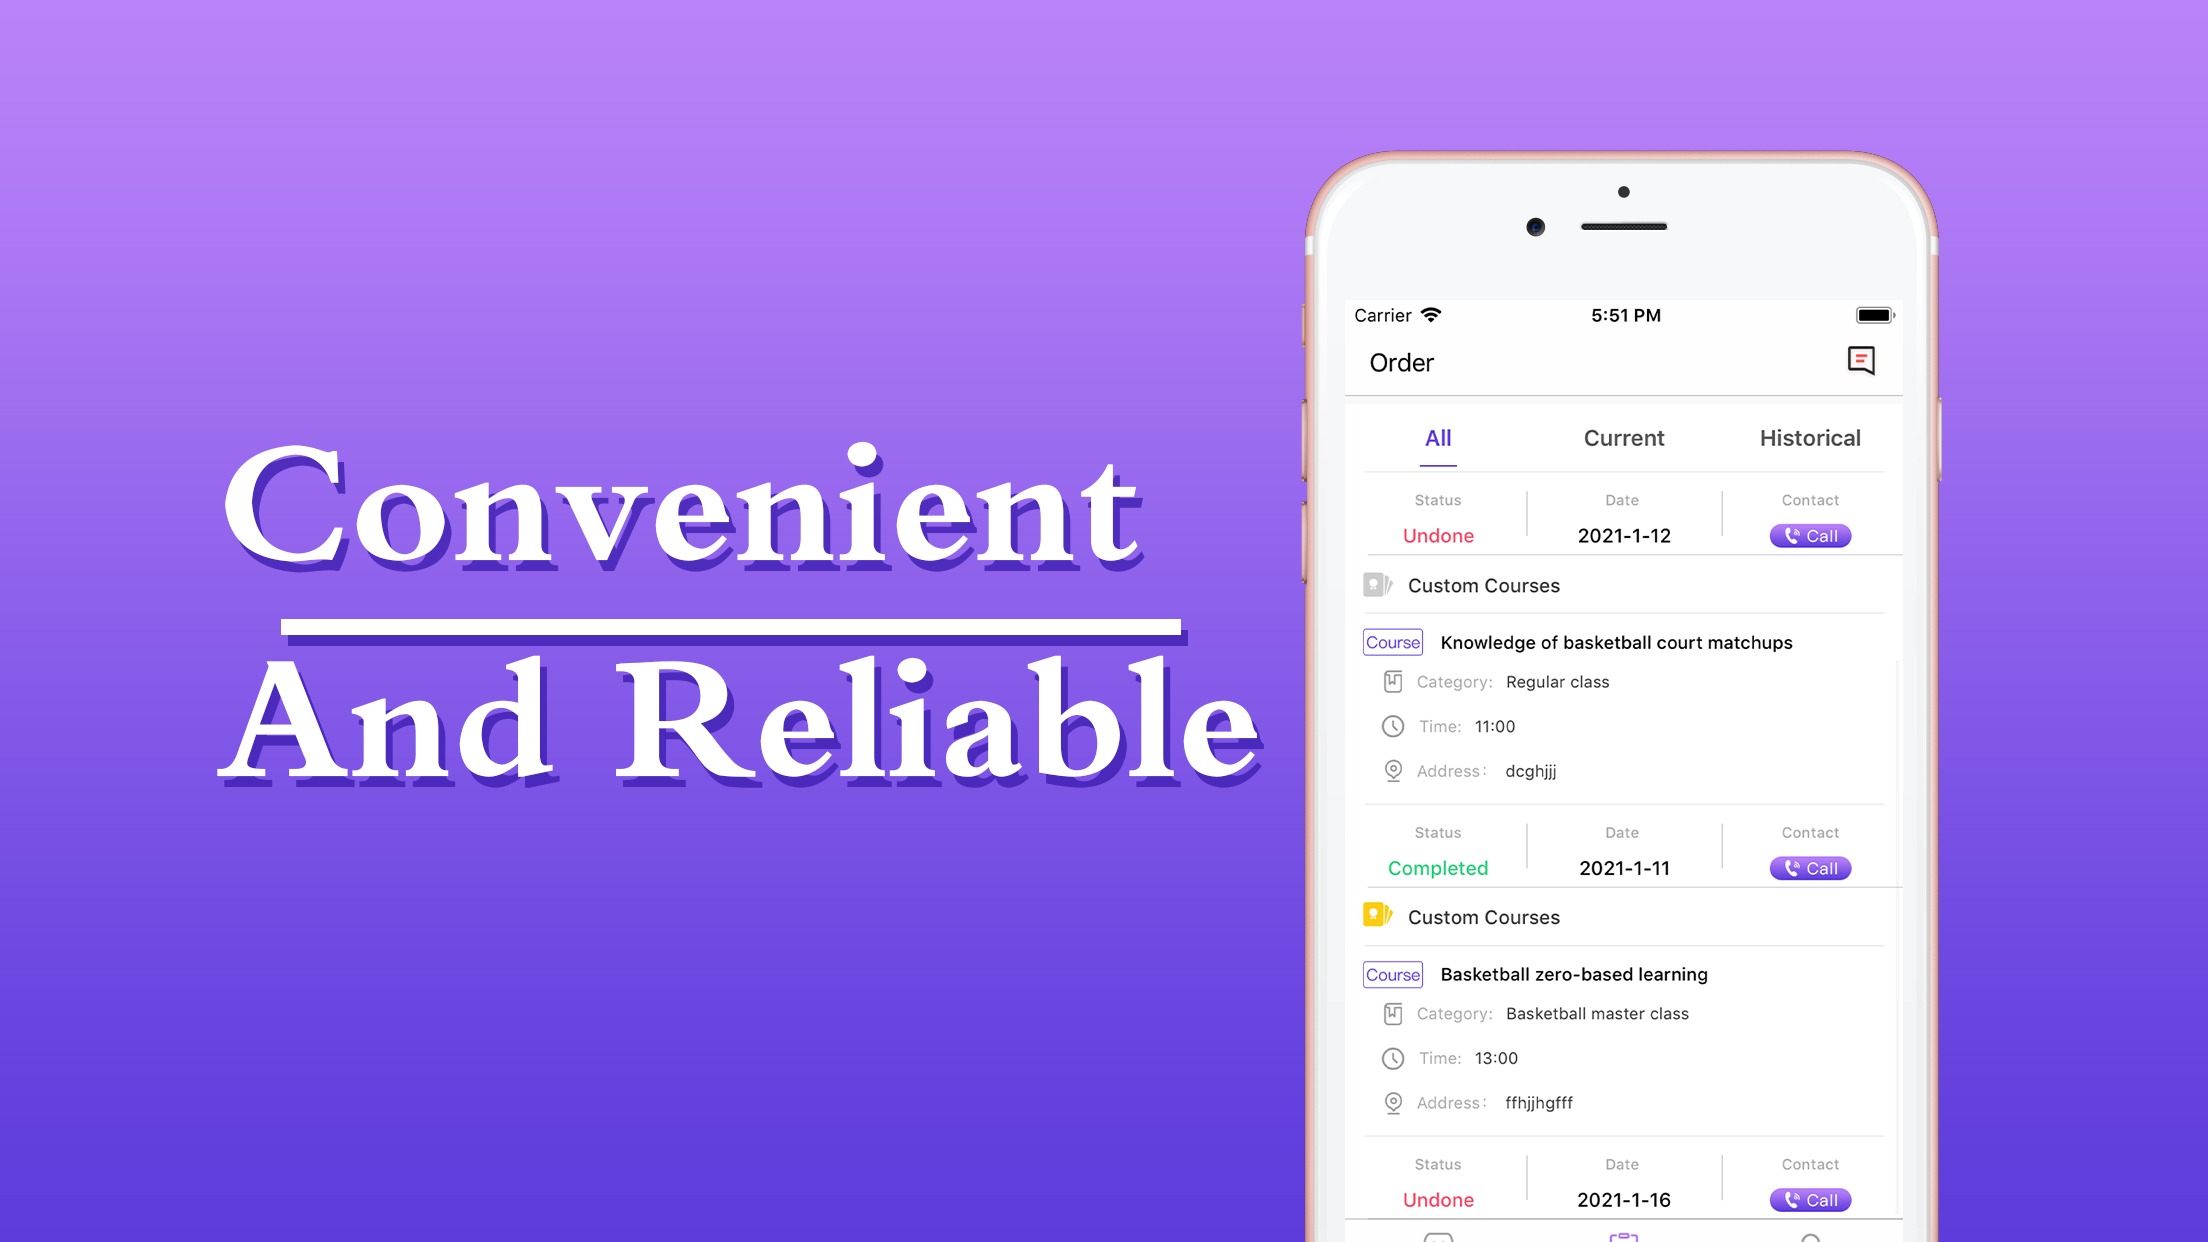 Convenient
And Reliable
Carrier 5:51 PM
Order
All Current Historical
Status Date Contact
Undone 2021-1-12 Call
Custom Courses
Course Knowledge of basketball court matchups
Category: Regular class
Time: 11:00
Address: dcghjjj
Status Date Contact
Completed 2021-1-11 Call
Custom Courses
Course Basketball zero-based learning
Category: Basketball master class
Time: 13:00
Address: ffhjjhgfff
Status Date Contact
Undone 2021-1-16 Call